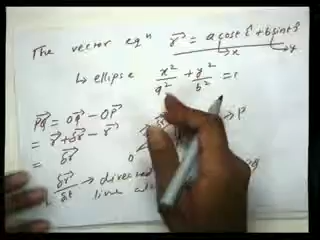 The vector eqn r⃗ = a cost î + b sint ĵ
x y
↳ ellipse x²/a² + y²/b² = 1
→ P
PQ⃗ = OQ⃗ - OP⃗
= r⃗ + δr⃗ - r⃗
= δr⃗
O
δr⃗/δt → directed
line